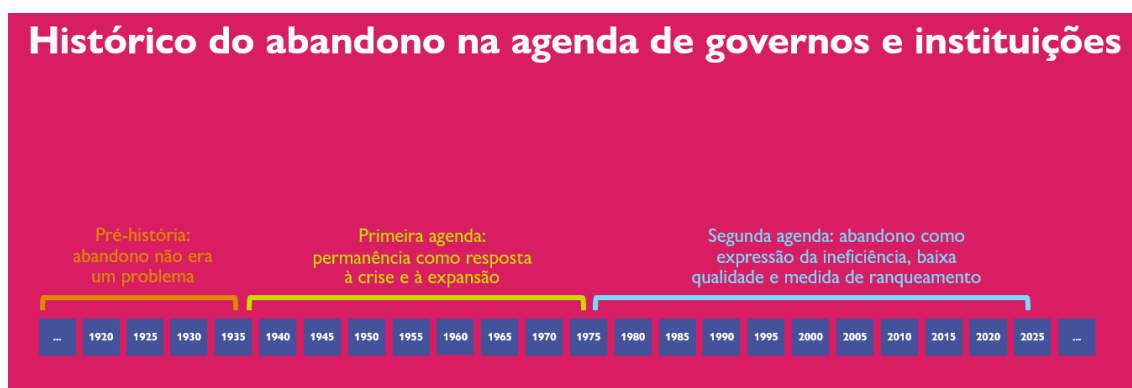 Histórico do abandono na agenda de governos e instituições
Pré-história:
abandono não era
um problema
Primeira agenda:
permanência como resposta
à crise e à expansão
Segunda agenda: abandono como
expressão da ineficiência, baixa
qualidade e medida de ranqueamento
... 1920 1925 1930 1935 1940 1945 1950 1955 1960 1965 1970 1975 1980 1985 1990 1995 2000 2005 2010 2015 2020 2025 ...